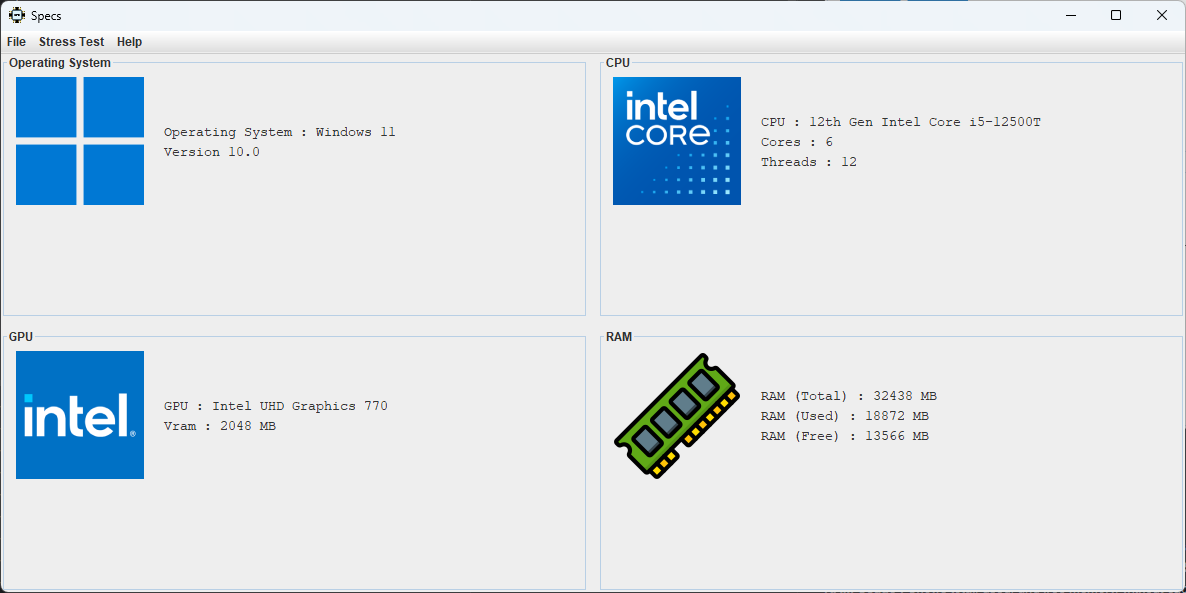 Specs
File Stress Test Help
Operating System
Operating System : Windows 11
Version 10.0
CPU
intel
CORE
CPU : 12th Gen Intel Core i5-12500T
Cores : 6
Threads : 12
GPU
intel.
GPU : Intel UHD Graphics 770
Vram : 2048 MB
RAM
RAM (Total) : 32438 MB
RAM (Used) : 18872 MB
RAM (Free) : 13566 MB